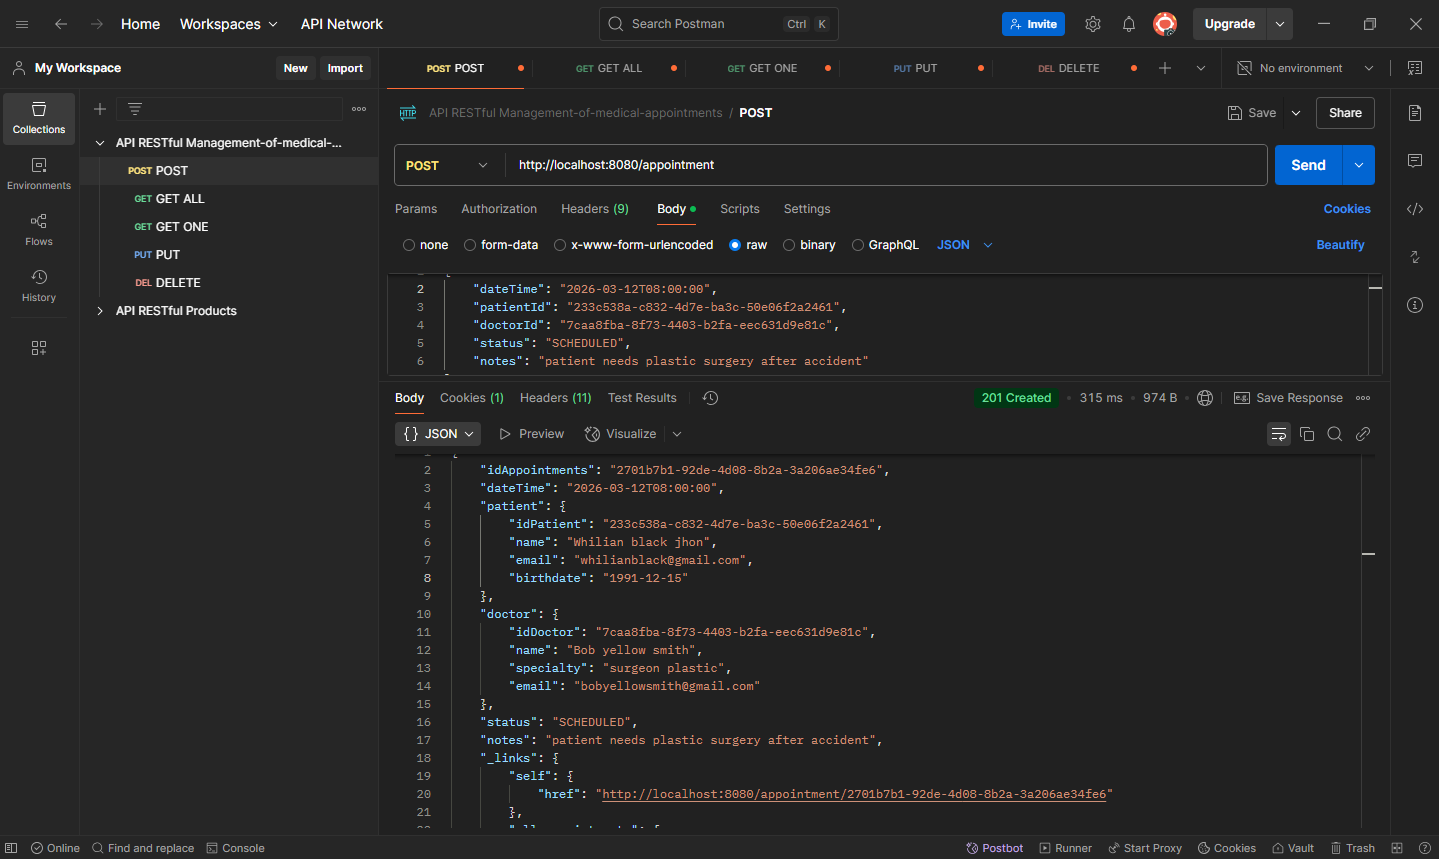 Home Workspaces API Network Search Postman Ctrl K Invite Upgrade
My Workspace New Import POST POST GET GET ALL GET GET ONE PUT PUT DEL DELETE No environment
Collections
Environments
Flows
History
API RESTful Management-of-medical-...
POST POST
GET GET ALL
GET GET ONE
PUT PUT
DEL DELETE
API RESTful Products
HTTP API RESTful Management-of-medical-appointments / POST Save Share
POST http://localhost:8080/appointment Send
Params Authorization Headers (9) Body Scripts Settings Cookies
none form-data x-www-form-urlencoded raw binary GraphQL JSON Beautify
2 "dateTime": "2026-03-12T08:00:00",
3 "patientId": "233c538a-c832-4d7e-ba3c-50e06f2a2461",
4 "doctorId": "7caa8fba-8f73-4403-b2fa-eec631d9e81c",
5 "status": "SCHEDULED",
6 "notes": "patient needs plastic surgery after accident"
Body Cookies (1) Headers (11) Test Results 201 Created • 315 ms • 974 B • e.g. Save Response
{} JSON Preview Visualize
2 "idAppointments": "2701b7b1-92de-4d08-8b2a-3a206ae34fe6",
3 "dateTime": "2026-03-12T08:00:00",
4 "patient": {
5 "idPatient": "233c538a-c832-4d7e-ba3c-50e06f2a2461",
6 "name": "Whilian black jhon",
7 "email": "whilianblack@gmail.com",
8 "birthdate": "1991-12-15"
9 },
10 "doctor": {
11 "idDoctor": "7caa8fba-8f73-4403-b2fa-eec631d9e81c",
12 "name": "Bob yellow smith",
13 "specialty": "surgeon plastic",
14 "email": "bobyellowsmith@gmail.com"
15 },
16 "status": "SCHEDULED",
17 "notes": "patient needs plastic surgery after accident",
18 "_links": {
19 "self": {
20 "href": "http://localhost:8080/appointment/2701b7b1-92de-4d08-8b2a-3a206ae34fe6"
21 },
Online Find and replace Console Postbot Runner Start Proxy Cookies Vault Trash